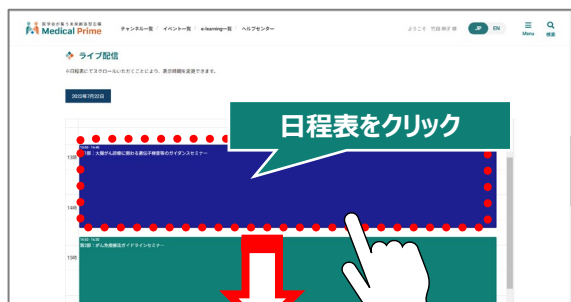 医学会が集う未来創造型広場
Medical Prime
チャンネル一覧 イベント一覧 e-learning一覧 ヘルプセンター
JP EN
Menu
検索
ライブ配信
※日程表にてスクロールいただくことにより、表示時間を変更できます。
2023年7月22日
日程表をクリック
13時
第1部：大腸がん診療に関わる遺伝子検査等のガイダンスセミナー
14時
第2部：がん免疫療法ガイドラインセミナー
15時